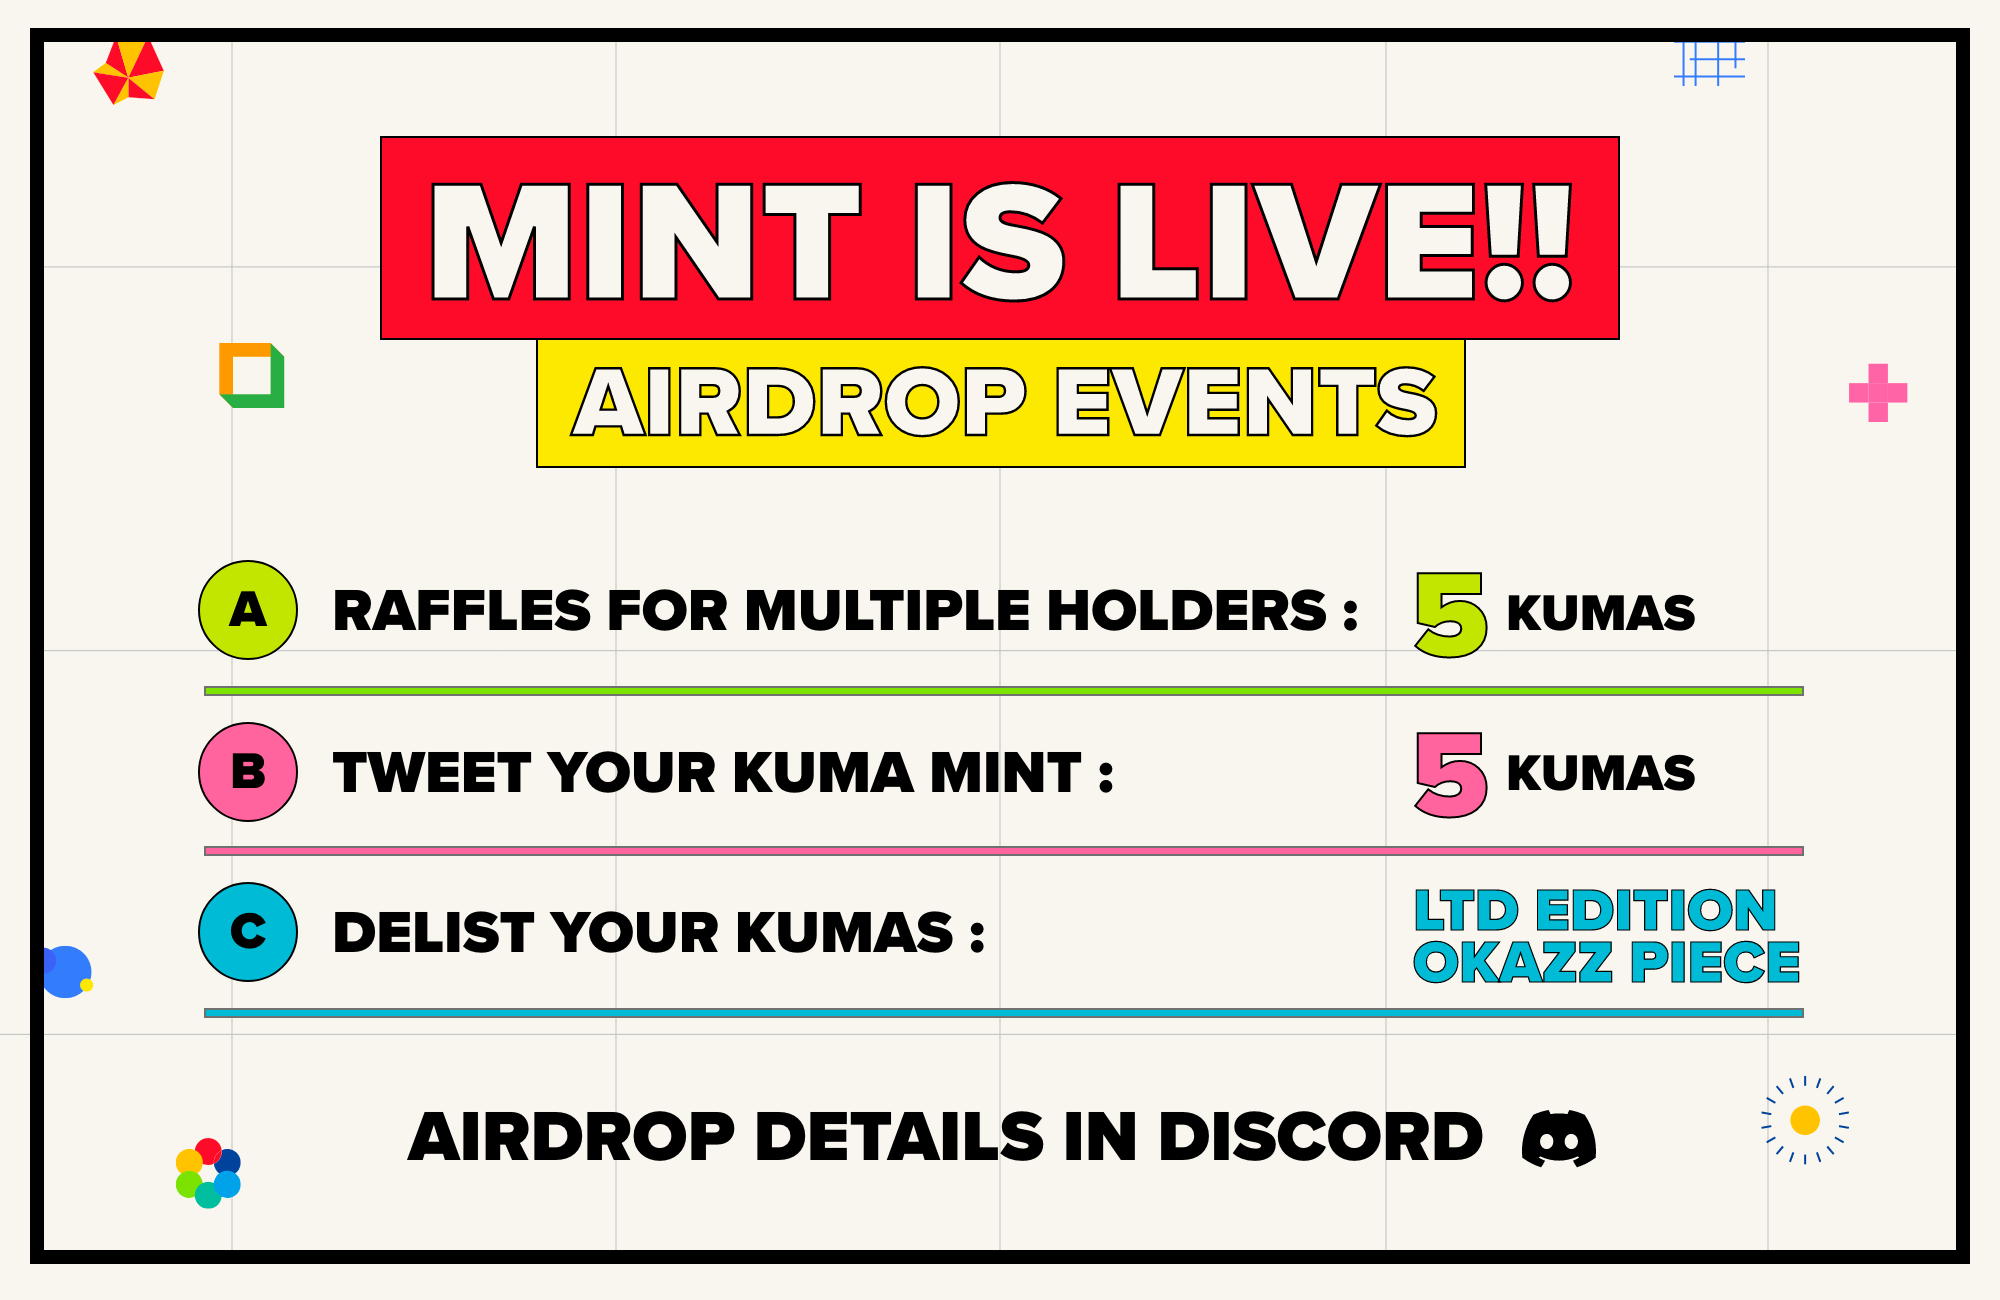 MINT IS LIVE!!
AIRDROP EVENTS
A RAFFLES FOR MULTIPLE HOLDERS : 5 KUMAS
B TWEET YOUR KUMA MINT : 5 KUMAS
C DELIST YOUR KUMAS : LTD EDITION
OKAZZ PIECE
AIRDROP DETAILS IN DISCORD